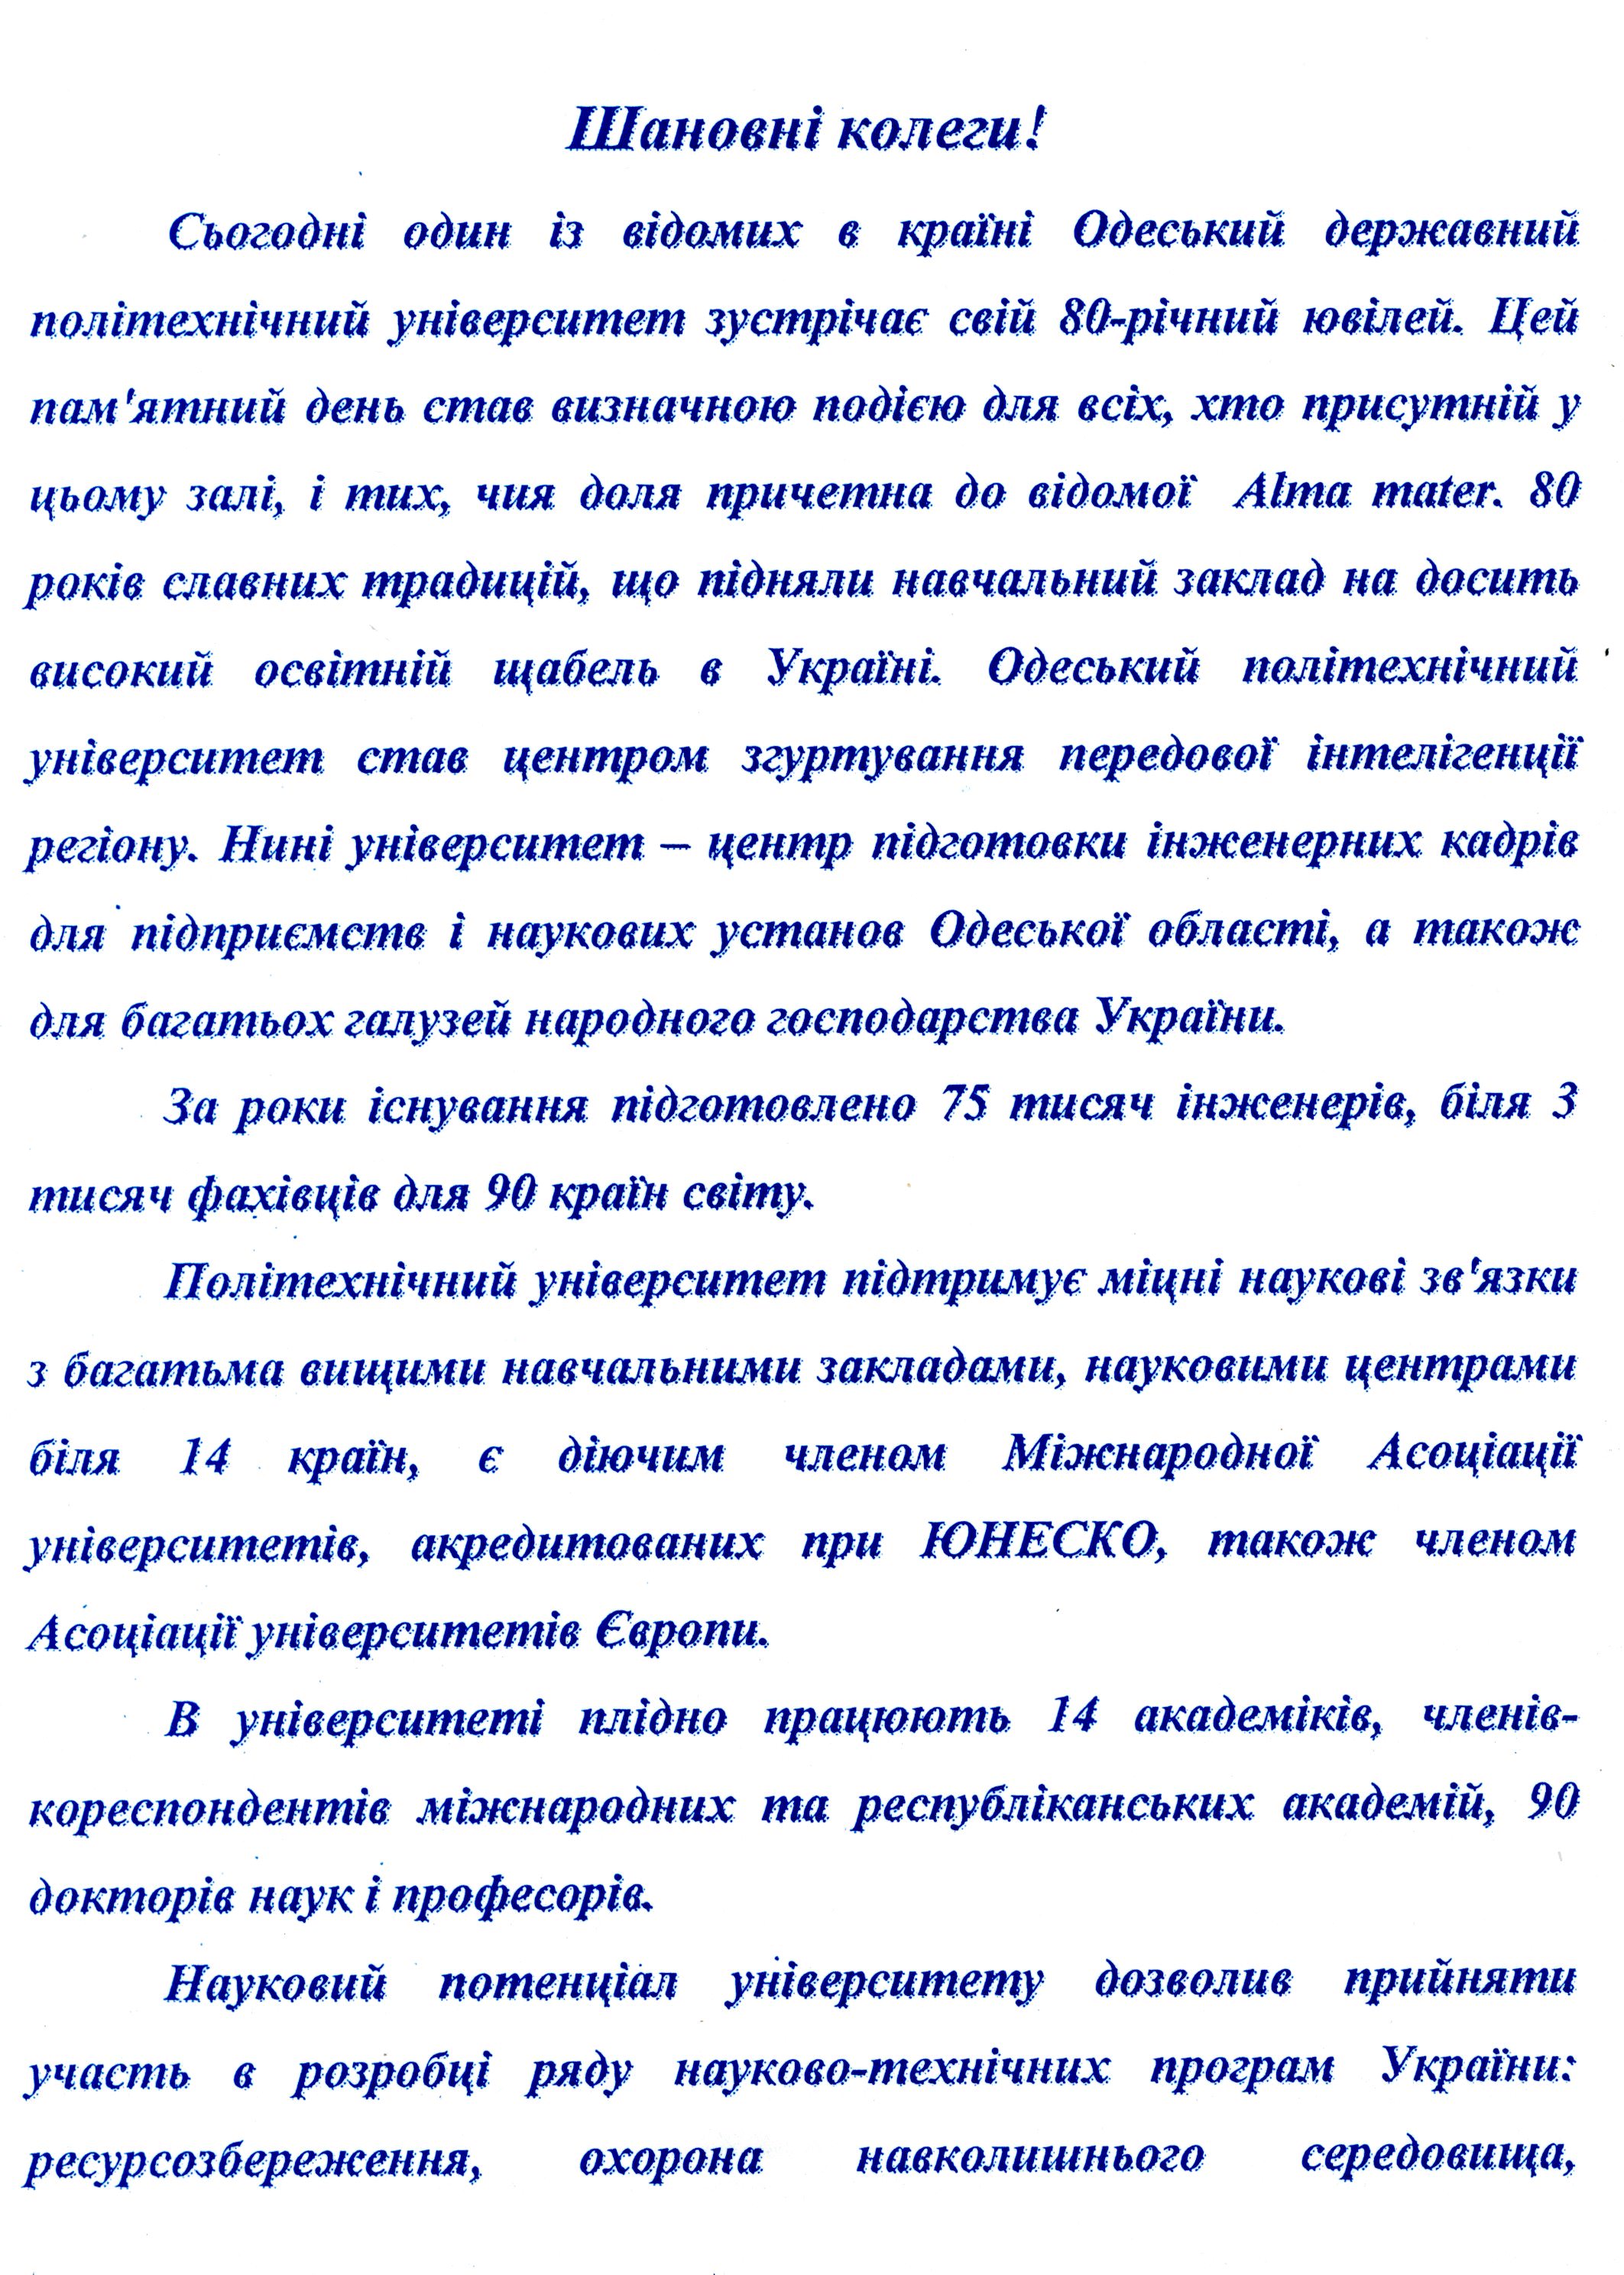 Шановні колеги!
Сьогодні один із відомих в країні Одеський державний
політехнічний університет зустрічає свій 80-річний ювілей. Цей
пам'ятний день став визначною подією для всіх, хто присутній у
цьому залі, і тих, чия доля причетна до відомої Alma mater. 80
років славних традицій, що підняли навчальний заклад на досить
високий освітній щабель в Україні. Одеський політехнічний
університет став центром згуртування передової інтелігенції
регіону. Нині університет – центр підготовки інженерних кадрів
для підприємств і наукових установ Одеської області, а також
для багатьох галузей народного господарства України.
За роки існування підготовлено 75 тисяч інженерів, біля 3
тисяч фахівців для 90 країн світу.
Політехнічний університет підтримує міцні наукові зв'язки
з багатьма вищими навчальними закладами, науковими центрами
біля 14 країн, є діючим членом Міжнародної Асоціації
університетів, акредитованих при ЮНЕСКО, також членом
Асоціації університетів Європи.
В університеті плідно працюють 14 академіків, членів-
кореспондентів міжнародних та республіканських академій, 90
докторів наук і професорів.
Науковий потенціал університету дозволив прийняти
участь в розробці ряду науково-технічних програм України:
ресурсозбереження, охорона навколишнього середовища,